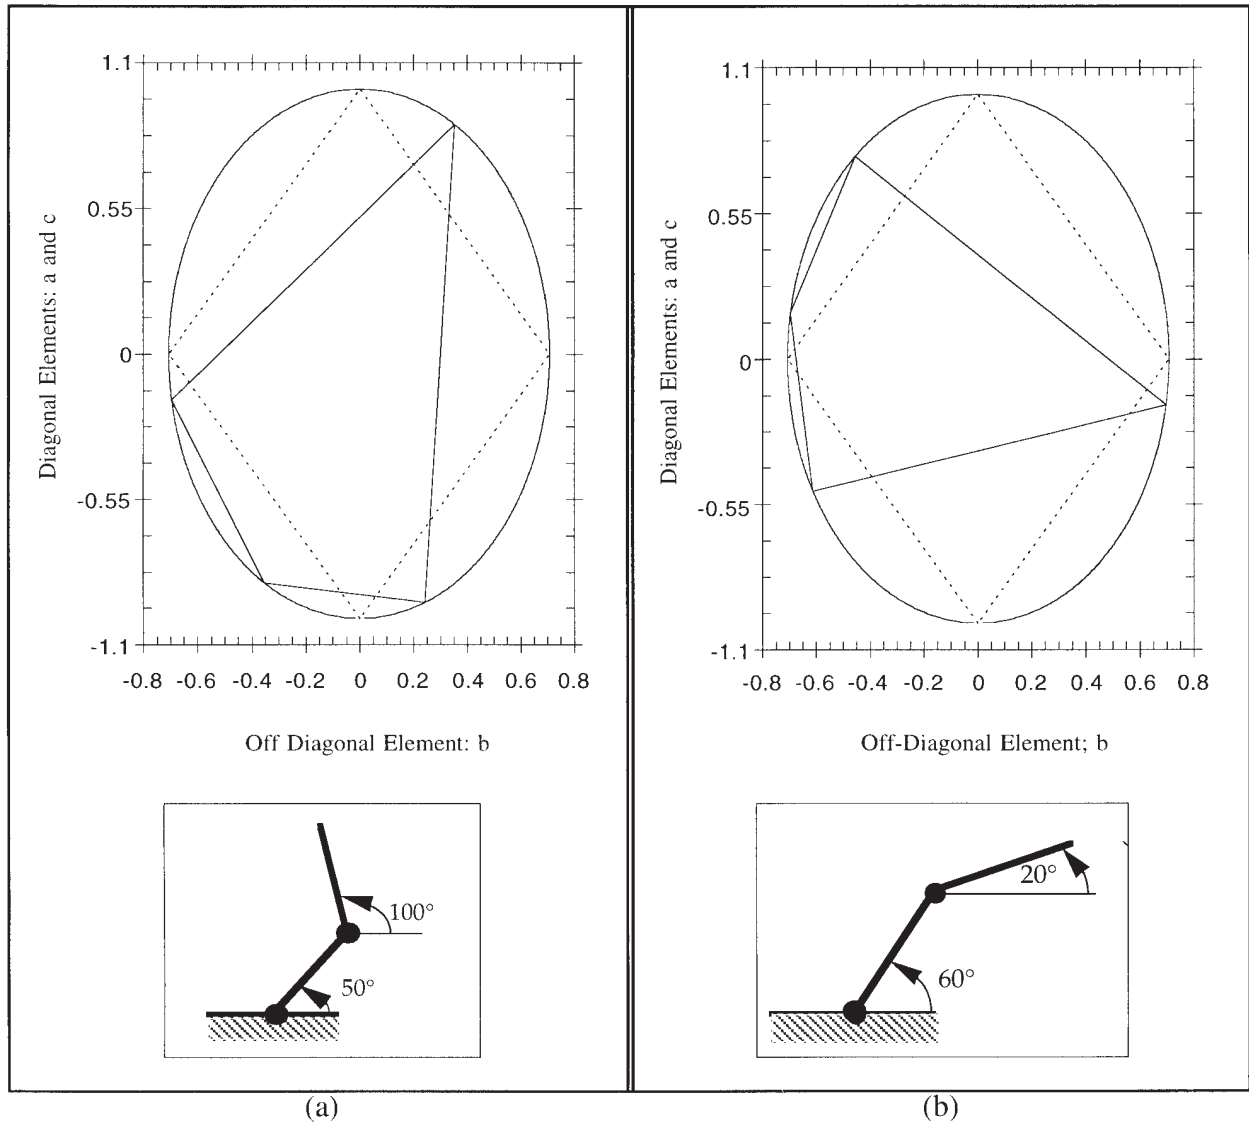 1.1
0.55
0
-0.55
-1.1
Diagonal Elements: a and c
-0.8 -0.6 -0.4 -0.2 0 0.2 0.4 0.6 0.8
Off Diagonal Element: b
100°
50°
(a)
1.1
0.55
0
-0.55
-1.1
Diagonal Elements: a and c
-0.8 -0.6 -0.4 -0.2 0 0.2 0.4 0.6 0.8
Off-Diagonal Element; b
20°
60°
(b)